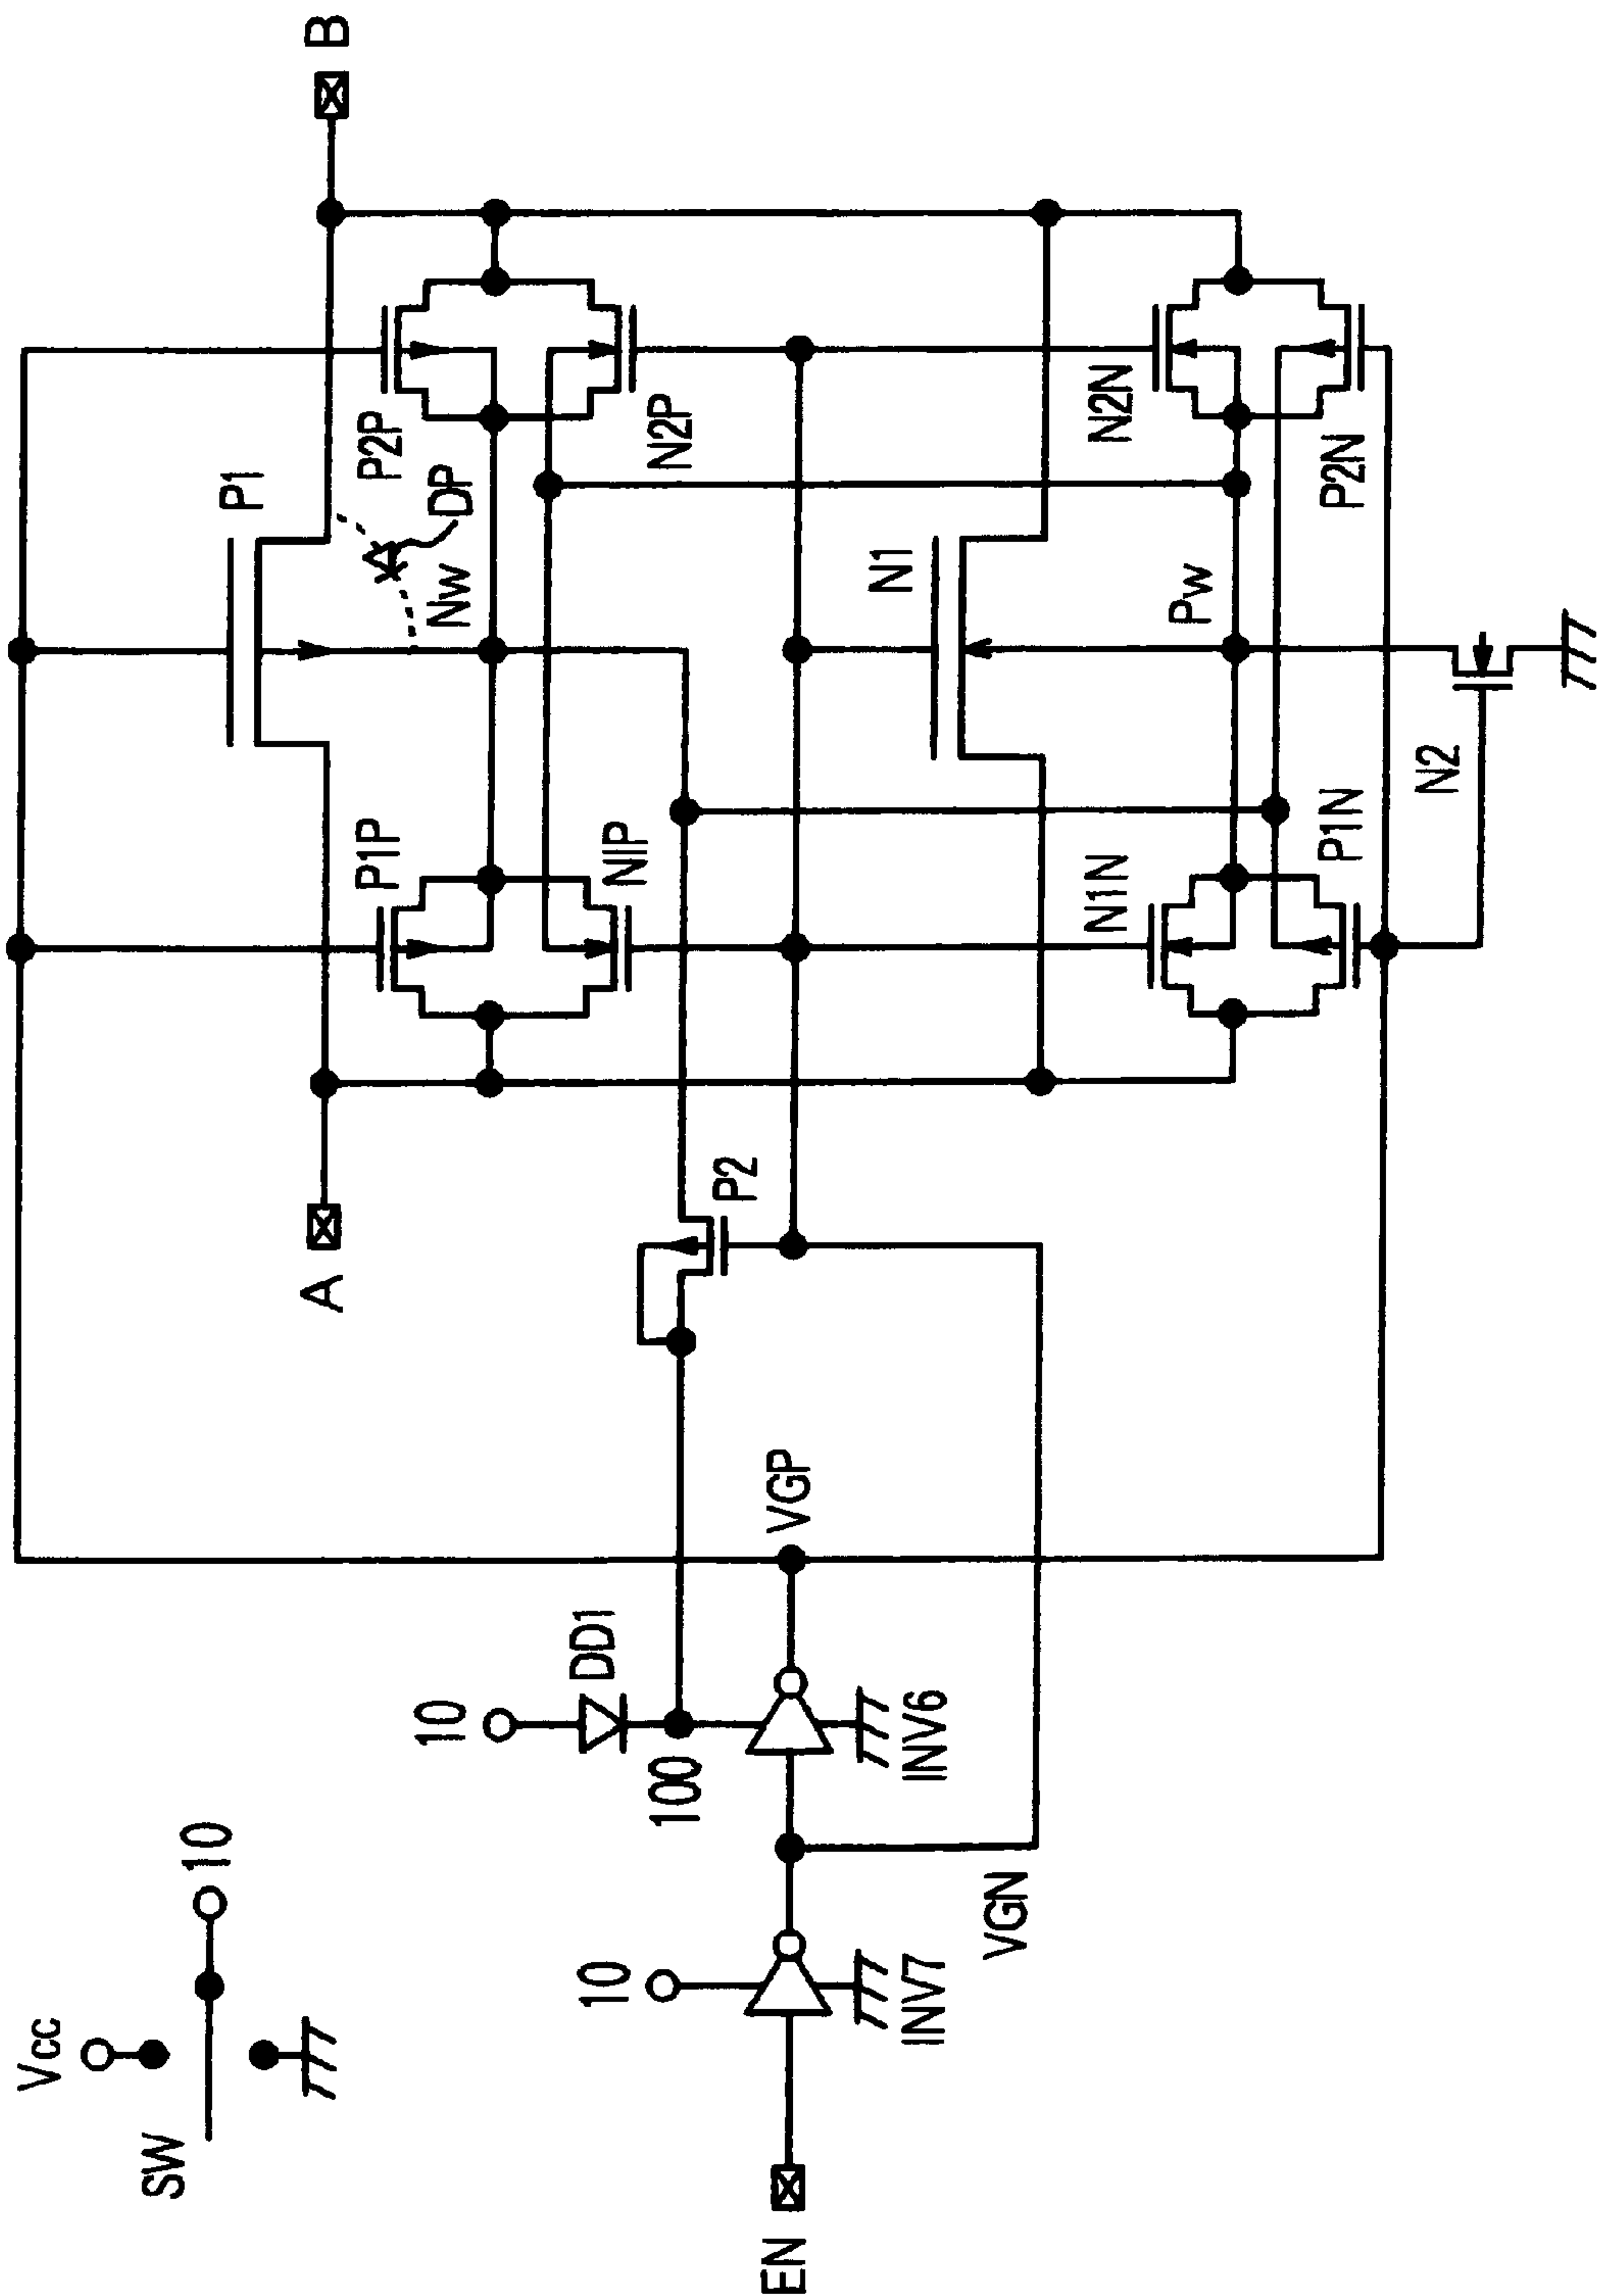 Vcc
SW
10
EN
10
INV7
VGN
10
DD1
100
INV6
VGP
A
P2
P1
P1P
N1P
DP
Nw
P2P
N2P
B
N1
Pw
N1N
P1N
N2
N2N
P2N